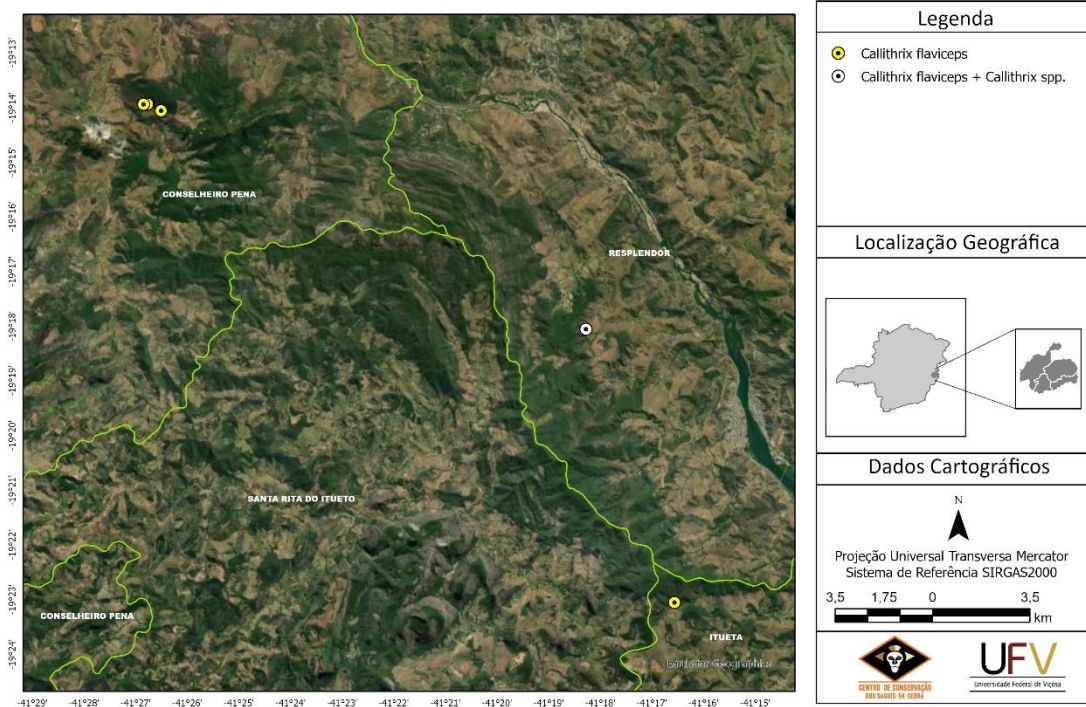 -19°13'
-19°14'
-19°15'
-19°16'
-19°17'
-19°18'
-19°19'
-19°20'
-19°21'
-19°22'
-19°23'
-19°24'
CONSELHEIRO PENA
RESPLENDOR
SANTA RITA DO ITUETO
CONSELHEIRO PENA
ITUETA
Earthstar Geographics
-41°29' -41°28' -41°27' -41°26' -41°25' -41°24' -41°23' -41°22' -41°21' -41°20' -41°19' -41°18' -41°17' -41°16' -41°15'
Legenda
Callithrix flaviceps
Callithrix flaviceps + Callithrix spp.
Localização Geográfica
Dados Cartográficos
N
Projeção Universal Transversa Mercator
Sistema de Referência SIRGAS2000
3,5 1,75 0 3,5
km
CENTRO DE CONSERVAÇÃO
DOS SAGUIS-DA-SERRA
UFV
Universidade Federal de Viçosa